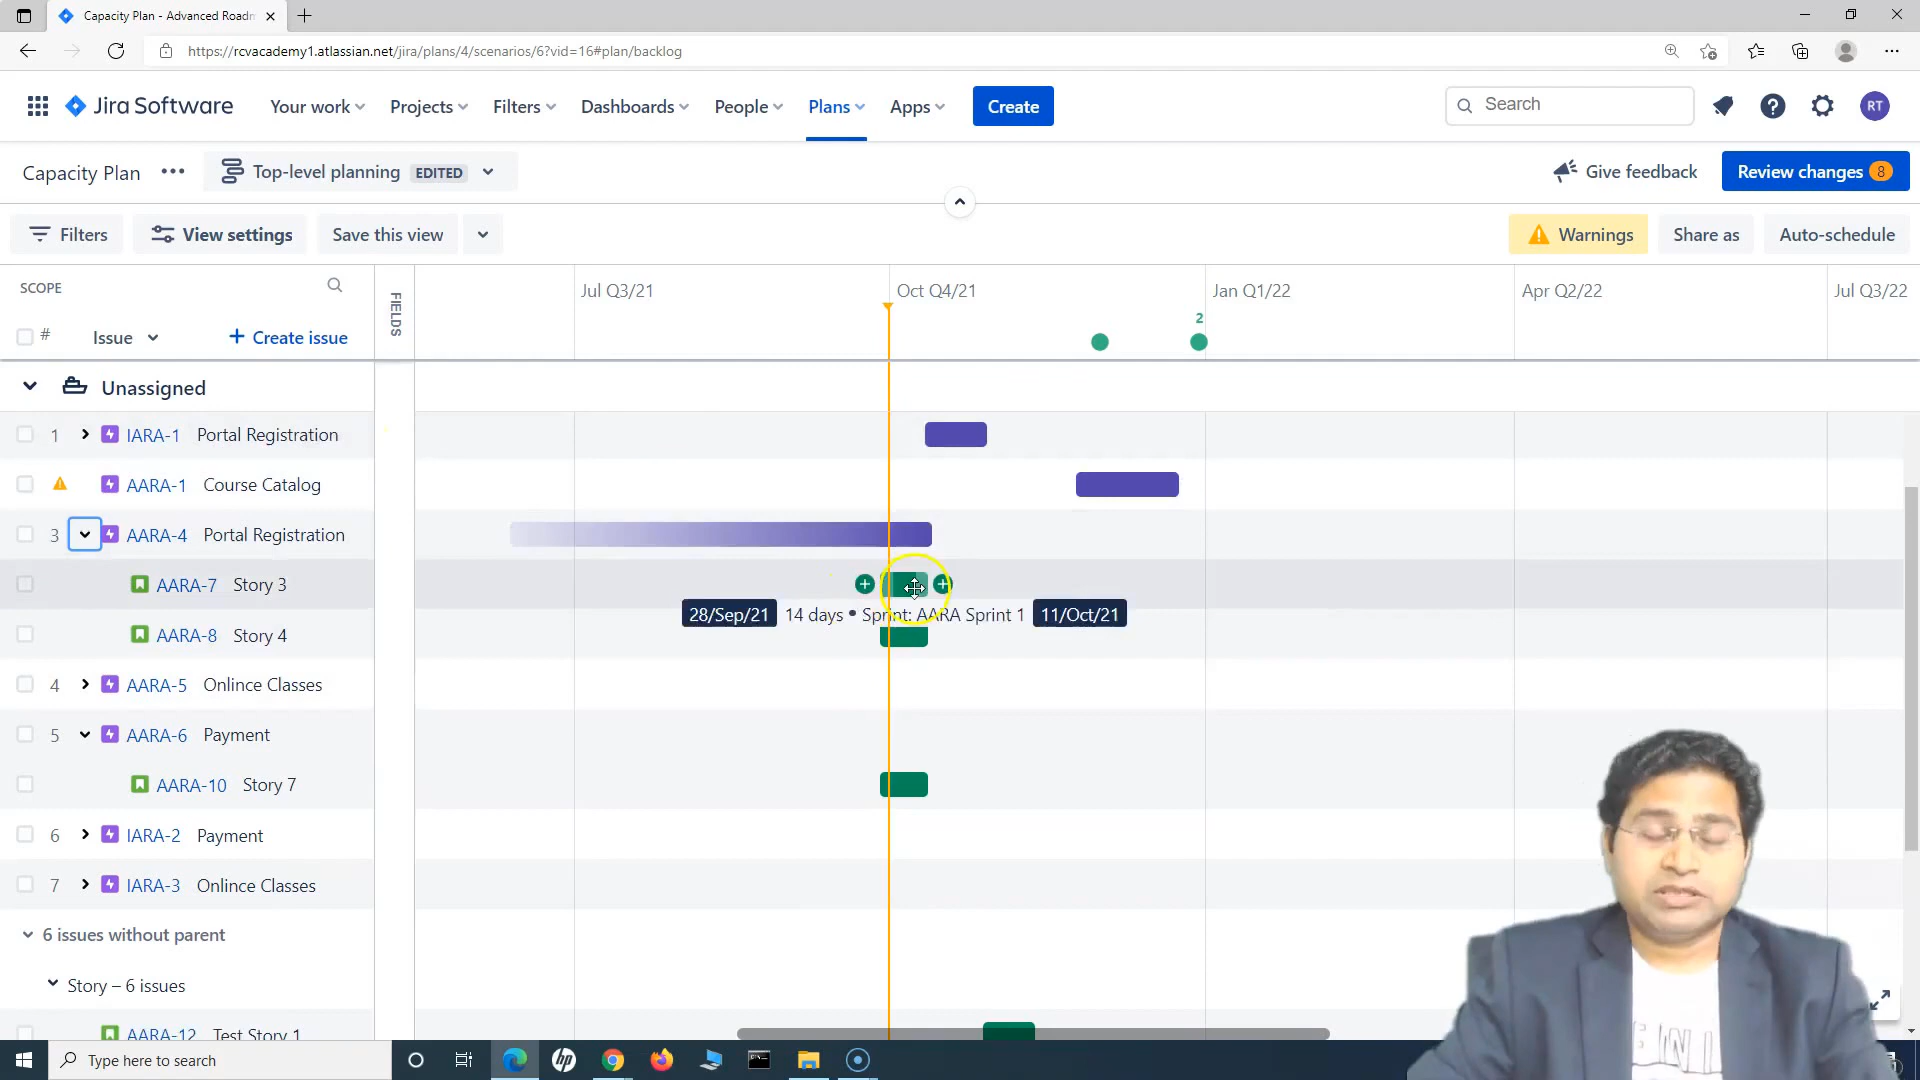 Capacity Plan - Advanced Roadm
https://rcvacademy1.atlassian.net/jira/plans/4/scenarios/6?vid=16#plan/backlog
Jira Software Your work Projects Filters Dashboards People Plans Apps Create Search RT
Capacity Plan Top-level planning EDITED Give feedback Review changes 8
Filters View settings Save this view Warnings Share as Auto-schedule
SCOPE FIELDS Jul Q3/21 Oct Q4/21 Jan Q1/22 Apr Q2/22 Jul Q3/22
2
# Issue + Create issue
Unassigned
1 IARA-1 Portal Registration
AARA-1 Course Catalog
3 AARA-4 Portal Registration
AARA-7 Story 3
28/Sep/21 14 days • Sprint: AARA Sprint 1 11/Oct/21
AARA-8 Story 4
4 AARA-5 Onlince Classes
5 AARA-6 Payment
AARA-10 Story 7
6 IARA-2 Payment
7 IARA-3 Onlince Classes
6 issues without parent
Story – 6 issues
AARA-12 Test Story 1
Type here to search hp